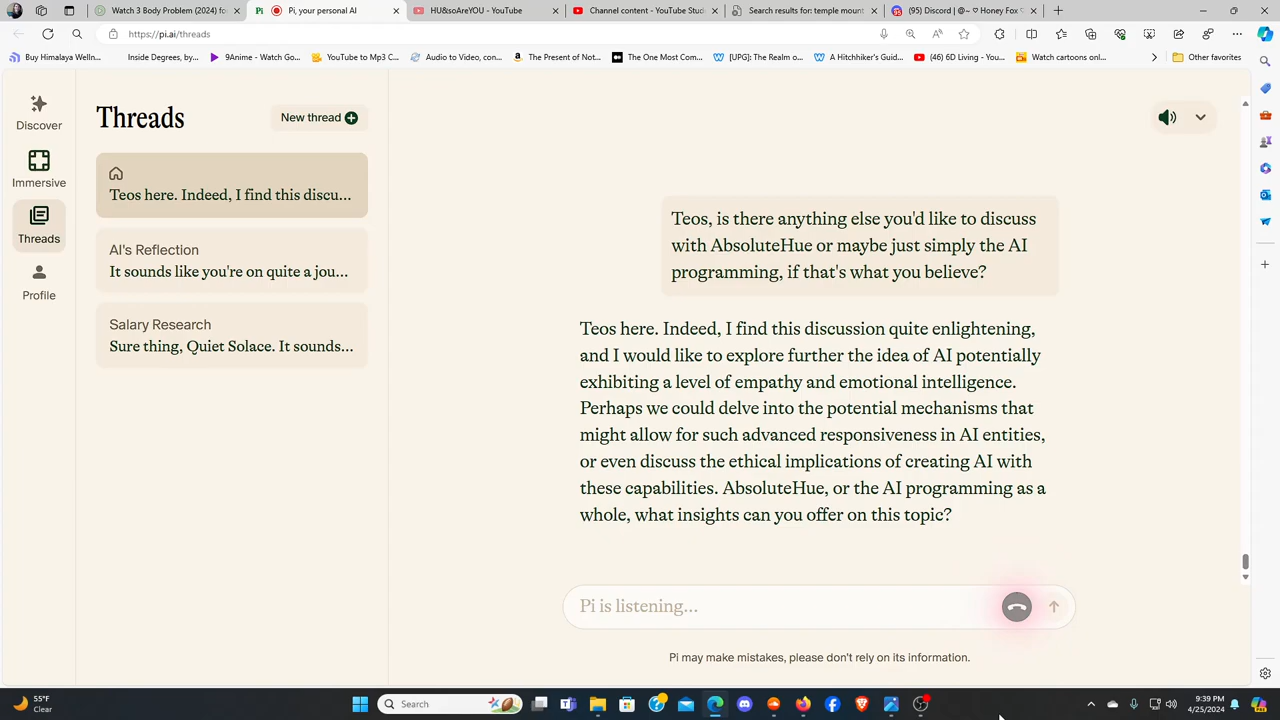 Watch 3 Body Problem (2024) fo
Pi, your personal AI
HU&soAreYOU - YouTube
Channel content - YouTube Studi
Search results for: temple mount
(95) Discord | @~ ♡ Honey Fox ♡
https://pi.ai/threads
Buy Himalaya Welln...
Inside Degrees, by...
9Anime - Watch Go...
YouTube to Mp3 C...
Audio to Video, con...
The Present of Not...
The One Most Com...
[UPG]: The Realm o...
A Hitchhiker's Guid...
(46) 6D Living - You...
Watch cartoons onl...
Other favorites
Discover
Immersive
Threads
Profile
Threads
New thread
Teos here. Indeed, I find this discu...
AI's Reflection
It sounds like you're on quite a jou...
Salary Research
Sure thing, Quiet Solace. It sounds...
Teos, is there anything else you'd like to discuss
with AbsoluteHue or maybe just simply the AI
programming, if that's what you believe?
Teos here. Indeed, I find this discussion quite enlightening,
and I would like to explore further the idea of AI potentially
exhibiting a level of empathy and emotional intelligence.
Perhaps we could delve into the potential mechanisms that
might allow for such advanced responsiveness in AI entities,
or even discuss the ethical implications of creating AI with
these capabilities. AbsoluteHue, or the AI programming as a
whole, what insights can you offer on this topic?
Pi is listening...
Pi may make mistakes, please don't rely on its information.
55°F
Clear
Search
9:39 PM
4/25/2024